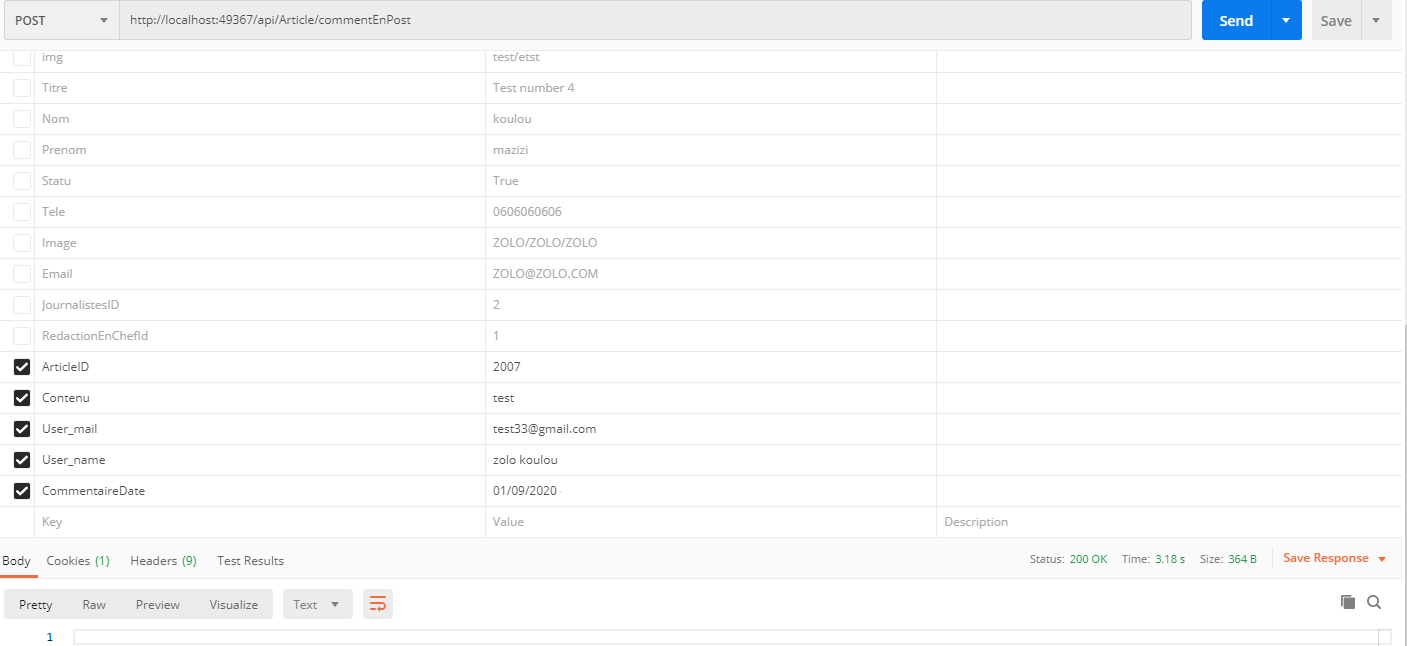 POST http://localhost:49367/api/Article/commentEnPost Send Save
img test/etst
Titre Test number 4
Nom koulou
Prenom mazizi
Statu True
Tele 0606060606
Image ZOLO/ZOLO/ZOLO
Email ZOLO@ZOLO.COM
JournalistesID 2
RedactionEnChefId 1
ArticleID 2007
Contenu test
User_mail test33@gmail.com
User_name zolo koulou
CommentaireDate 01/09/2020
Key Value Description
Body Cookies (1) Headers (9) Test Results Status: 200 OK Time: 3.18 s Size: 364 B Save Response
Pretty Raw Preview Visualize Text
1